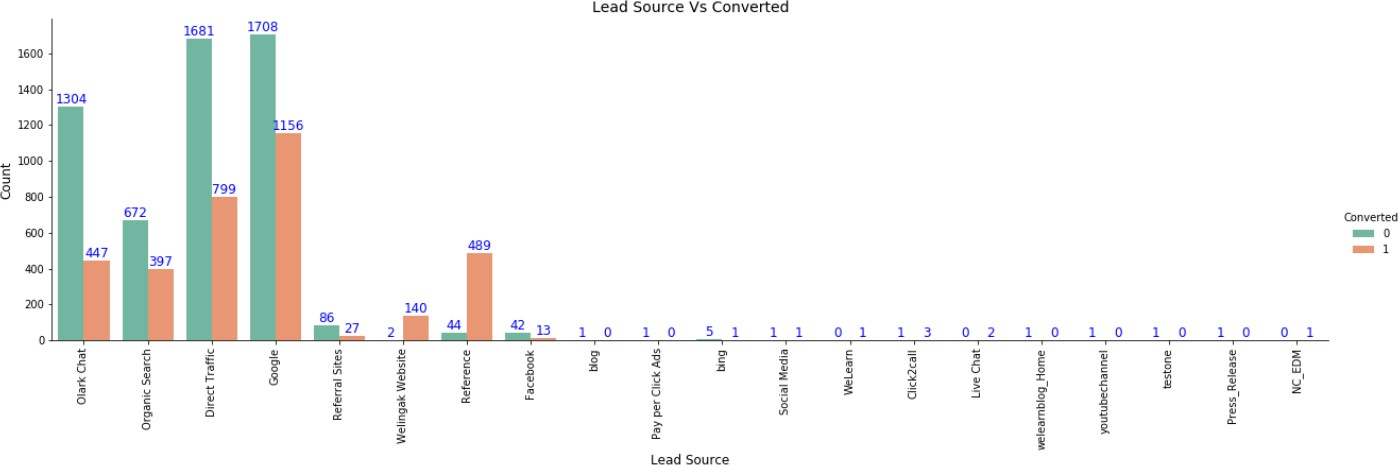 Lead Source Vs Converted
Count
1600
1400
1200
1000
800
600
400
200
0
1304
447
672
397
1681
799
1708
1156
86
27
2
140
44
489
42
13
1
0
1
0
5
1
1
1
0
1
1
3
0
2
1
0
1
0
1
0
1
0
0
1
Olark Chat
Organic Search
Direct Traffic
Google
Referral Sites
Welingak Website
Reference
Facebook
blog
Pay per Click Ads
bing
Social Media
WeLearn
Click2call
Live Chat
welearnblog_Home
youtubechannel
testone
Press_Release
NC_EDM
Lead Source
Converted
0
1